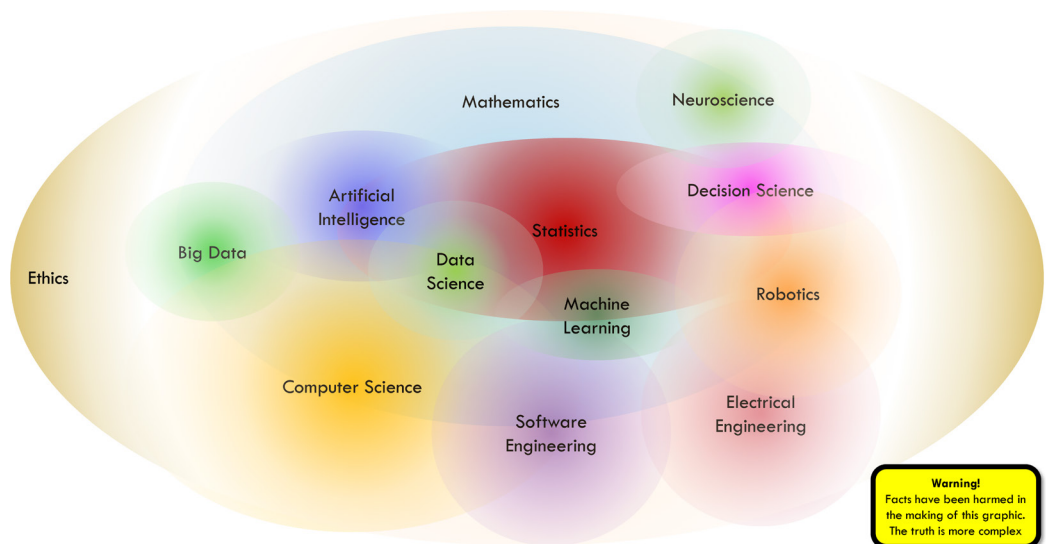 Mathematics
Neuroscience
Artificial
Intelligence
Decision Science
Statistics
Big Data
Data
Science
Ethics
Machine
Learning
Robotics
Computer Science
Software
Engineering
Electrical
Engineering
Warning!
Facts have been harmed in
the making of this graphic.
The truth is more complex